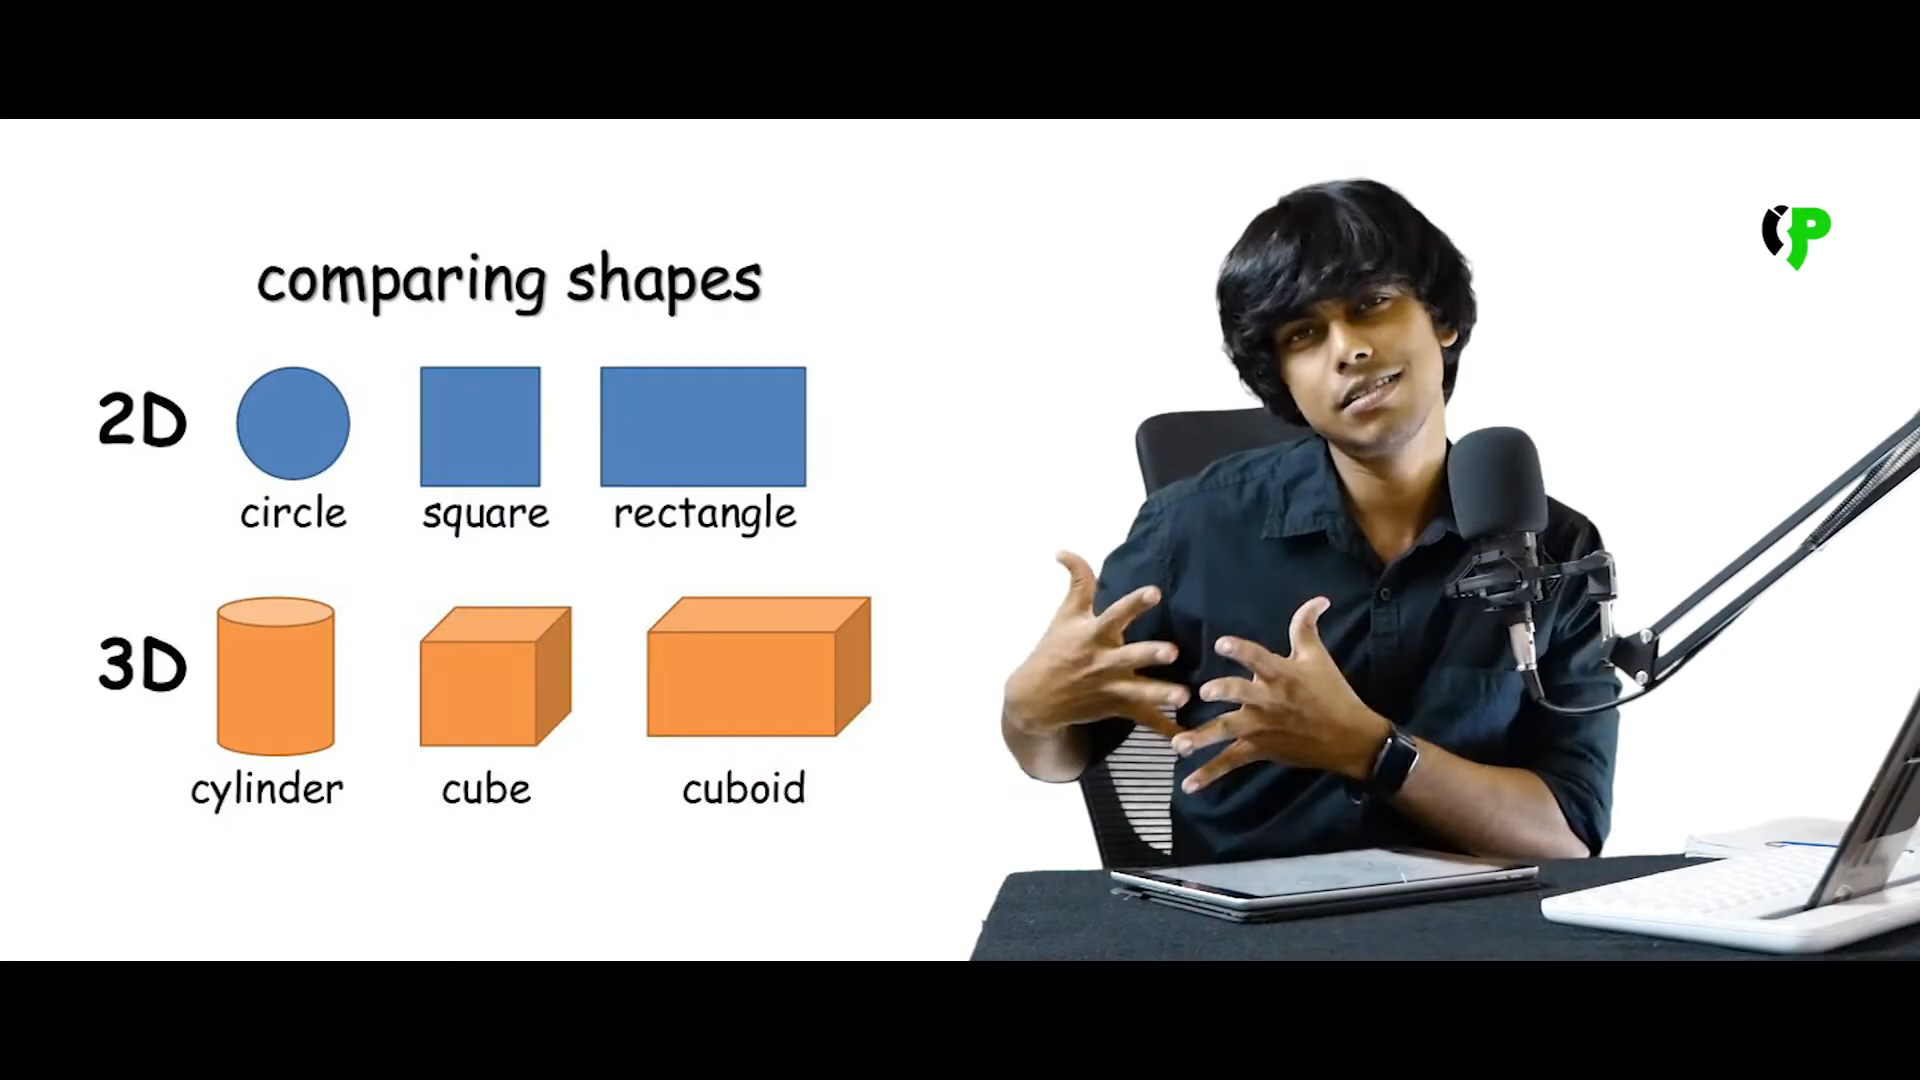 comparing shapes
2D
circle square rectangle
3D
cylinder cube cuboid
P